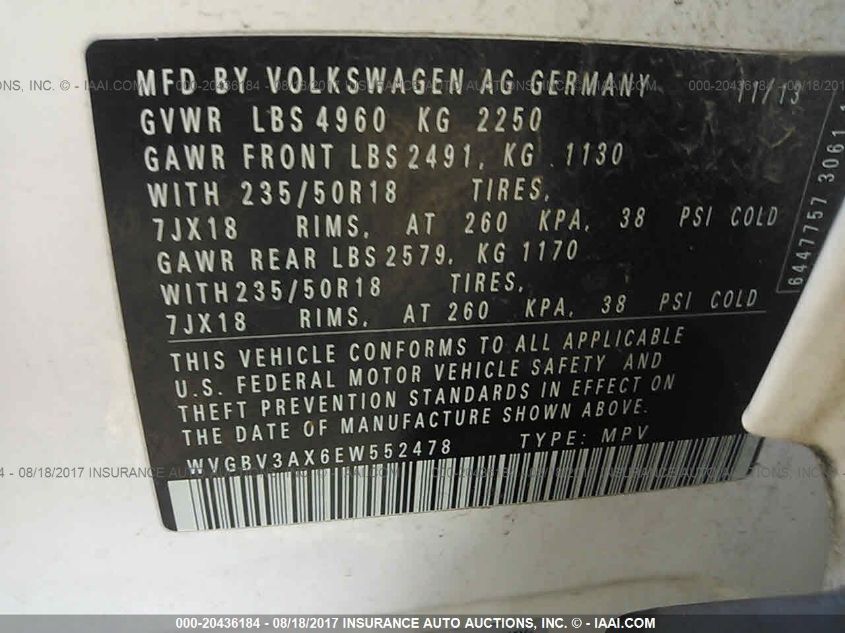 MFD BY VOLKSWAGEN AG GERMANY 11/13
GVWR LBS 4960 KG 2250
GAWR FRONT LBS 2491, KG 1130
WITH 235/50R18 TIRES,
7JX18 RIMS, AT 260 KPA, 38 PSI COLD
GAWR REAR LBS 2579, KG 1170
WITH 235/50R18 TIRES,
7JX18 RIMS, AT 260 KPA, 38 PSI COLD
THIS VEHICLE CONFORMS TO ALL APPLICABLE
U.S. FEDERAL MOTOR VEHICLE SAFETY AND
THEFT PREVENTION STANDARDS IN EFFECT ON
THE DATE OF MANUFACTURE SHOWN ABOVE.
WVGBV3AX6EW552478 TYPE: MPV
6447757 3061 1
000-20436184 - 08/18/2017 INSURANCE AUTO AUCTIONS, INC. - © IAAI.COM